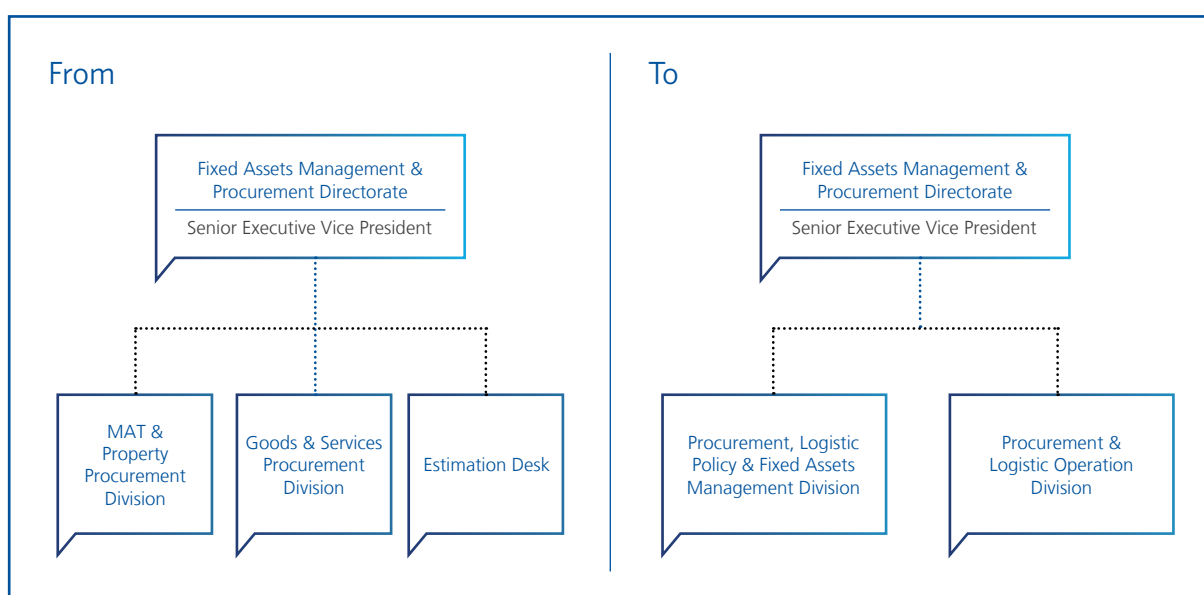 From
Fixed Assets Management &
Procurement Directorate
Senior Executive Vice President
MAT &
Property
Procurement
Division
Goods & Services
Procurement
Division
Estimation Desk
To
Fixed Assets Management &
Procurement Directorate
Senior Executive Vice President
Procurement, Logistic
Policy & Fixed Assets
Management Division
Procurement &
Logistic Operation
Division